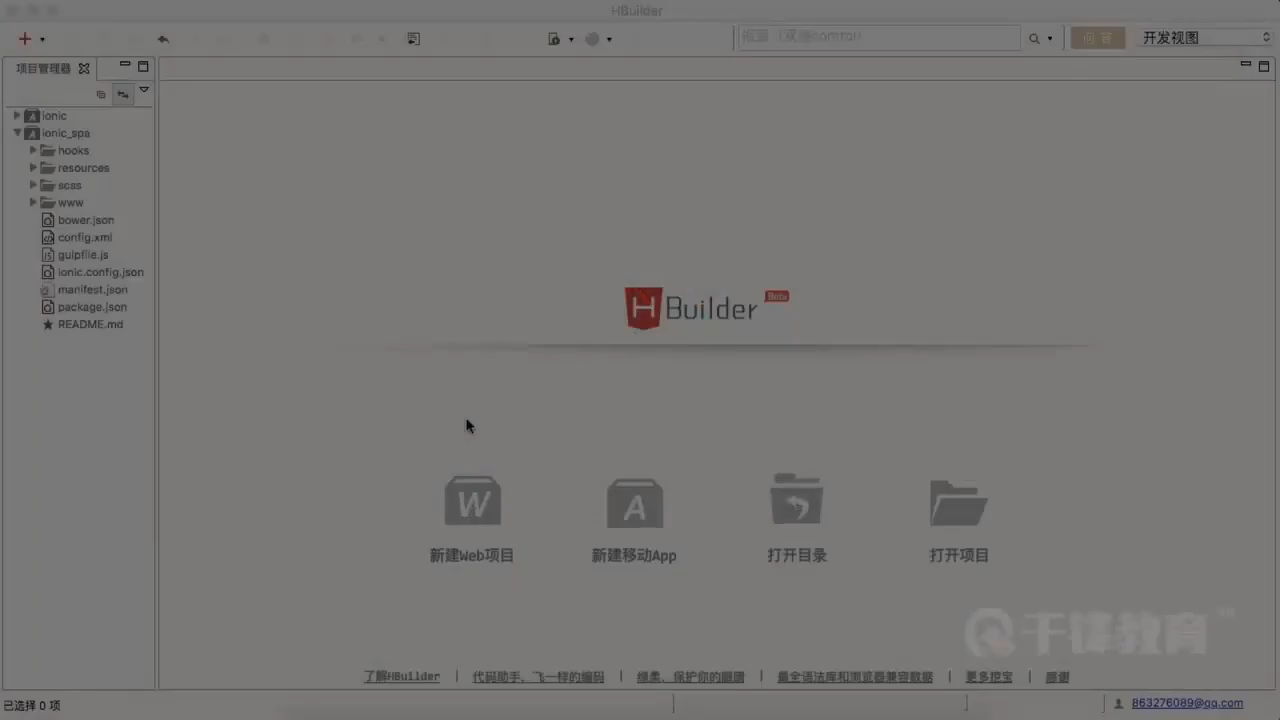 HBuilder
开发视图
项目管理器
ionic
ionic_spa
hooks
resources
scss
www
bower.json
config.xml
gulpfile.js
ionic.config.json
manifest.json
package.json
README.md
H Builder Beta
新建Web项目
新建移动App
打开目录
打开项目
千锋教育
了解HBuilder | 代码助手、飞一样的编码 | 绿柔、保护你的眼睛 | 最全语法库和浏览器兼容数据 | 更多挖宝 | 感谢
已选择 0 项
863276089@qq.com